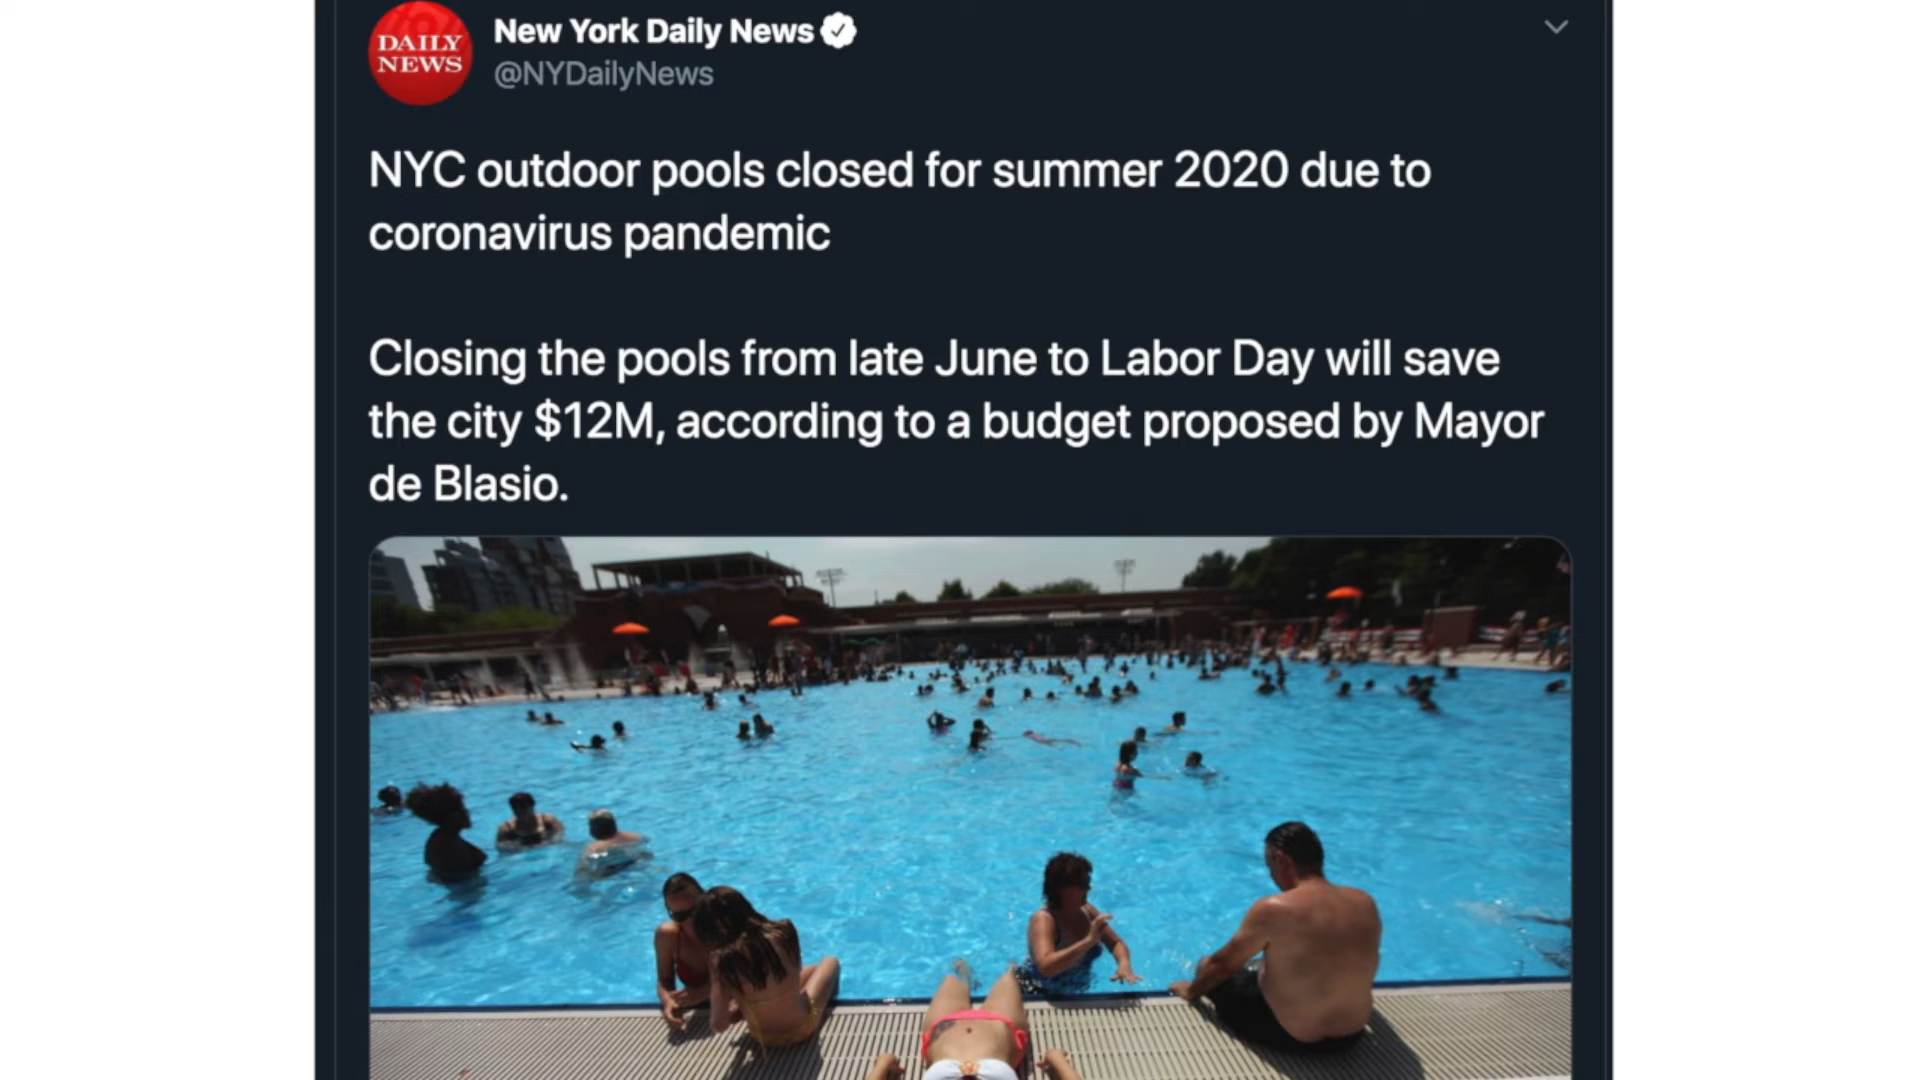 DAILY
NEWS
New York Daily News
@NYDailyNews
NYC outdoor pools closed for summer 2020 due to
coronavirus pandemic
Closing the pools from late June to Labor Day will save
the city $12M, according to a budget proposed by Mayor
de Blasio.